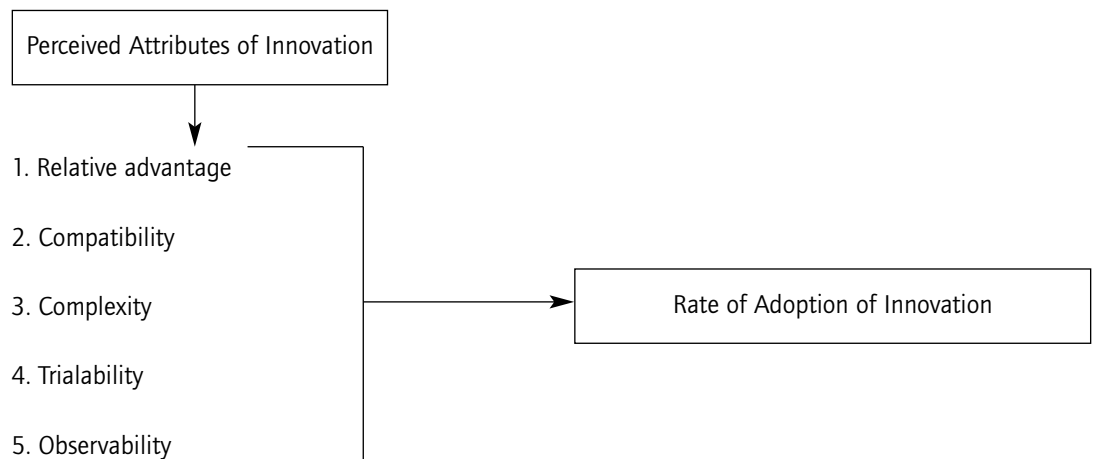 Perceived Attributes of Innovation
1. Relative advantage
2. Compatibility
3. Complexity
Rate of Adoption of Innovation
4. Trialability
5. Observability